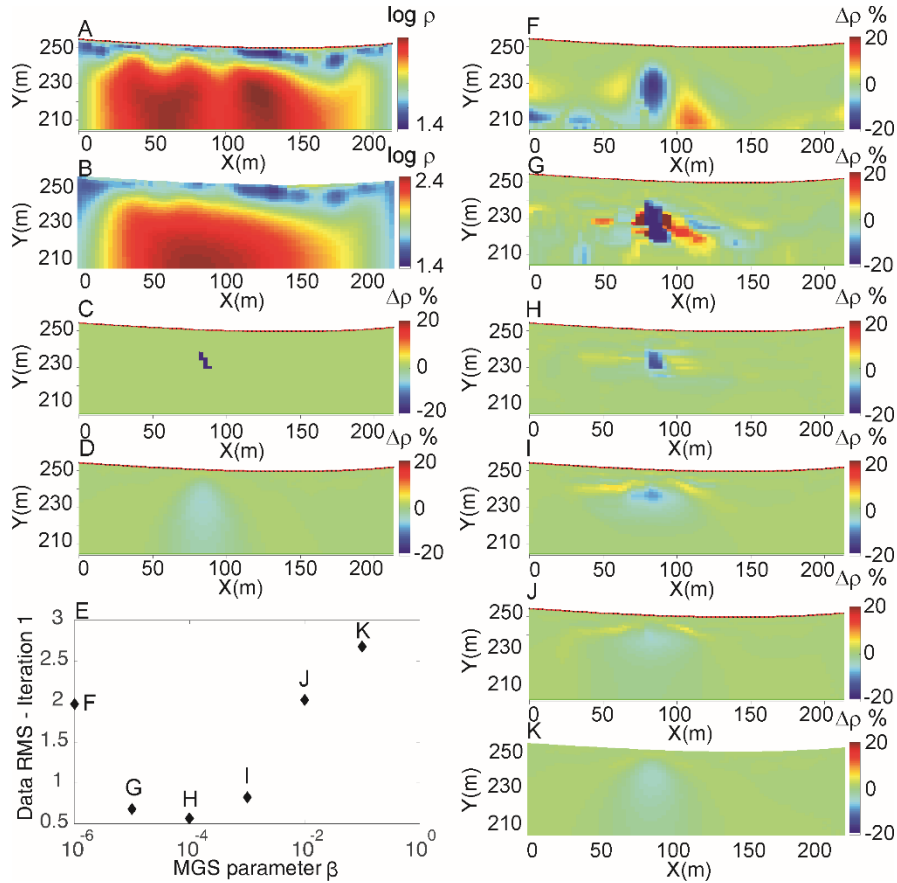 A
log ρ
Y(m)
250
230
210
0 50 100 150 200
X(m)
1.4
B
log ρ
2.4
Y(m)
250
230
210
0 50 100 150 200
X(m)
1.4
C
Δρ %
20
0
-20
Y(m)
250
230
210
0 50 100 150 200
X(m)
D
Δρ %
20
0
-20
Y(m)
250
230
210
0 50 100 150 200
X(m)
E
Data RMS - Iteration 1
3
2.5
2
1.5
1
0.5
F
G
H
I
J
K
10⁻⁶ 10⁻⁴ 10⁻² 10⁰
MGS parameter β
F
Δρ %
20
0
-20
Y(m)
250
230
210
0 50 100 150 200
X(m)
G
Δρ %
20
0
-20
Y(m)
250
230
210
0 50 100 150 200
X(m)
H
Δρ %
20
0
-20
Y(m)
250
230
210
0 50 100 150 200
X(m)
I
Δρ %
20
0
-20
Y(m)
250
230
210
0 50 100 150 200
X(m)
J
Δρ %
20
0
-20
Y(m)
250
230
210
0 50 100 150 200
X(m)
K
Δρ %
20
0
-20
Y(m)
250
230
210
0 50 100 150 200
X(m)